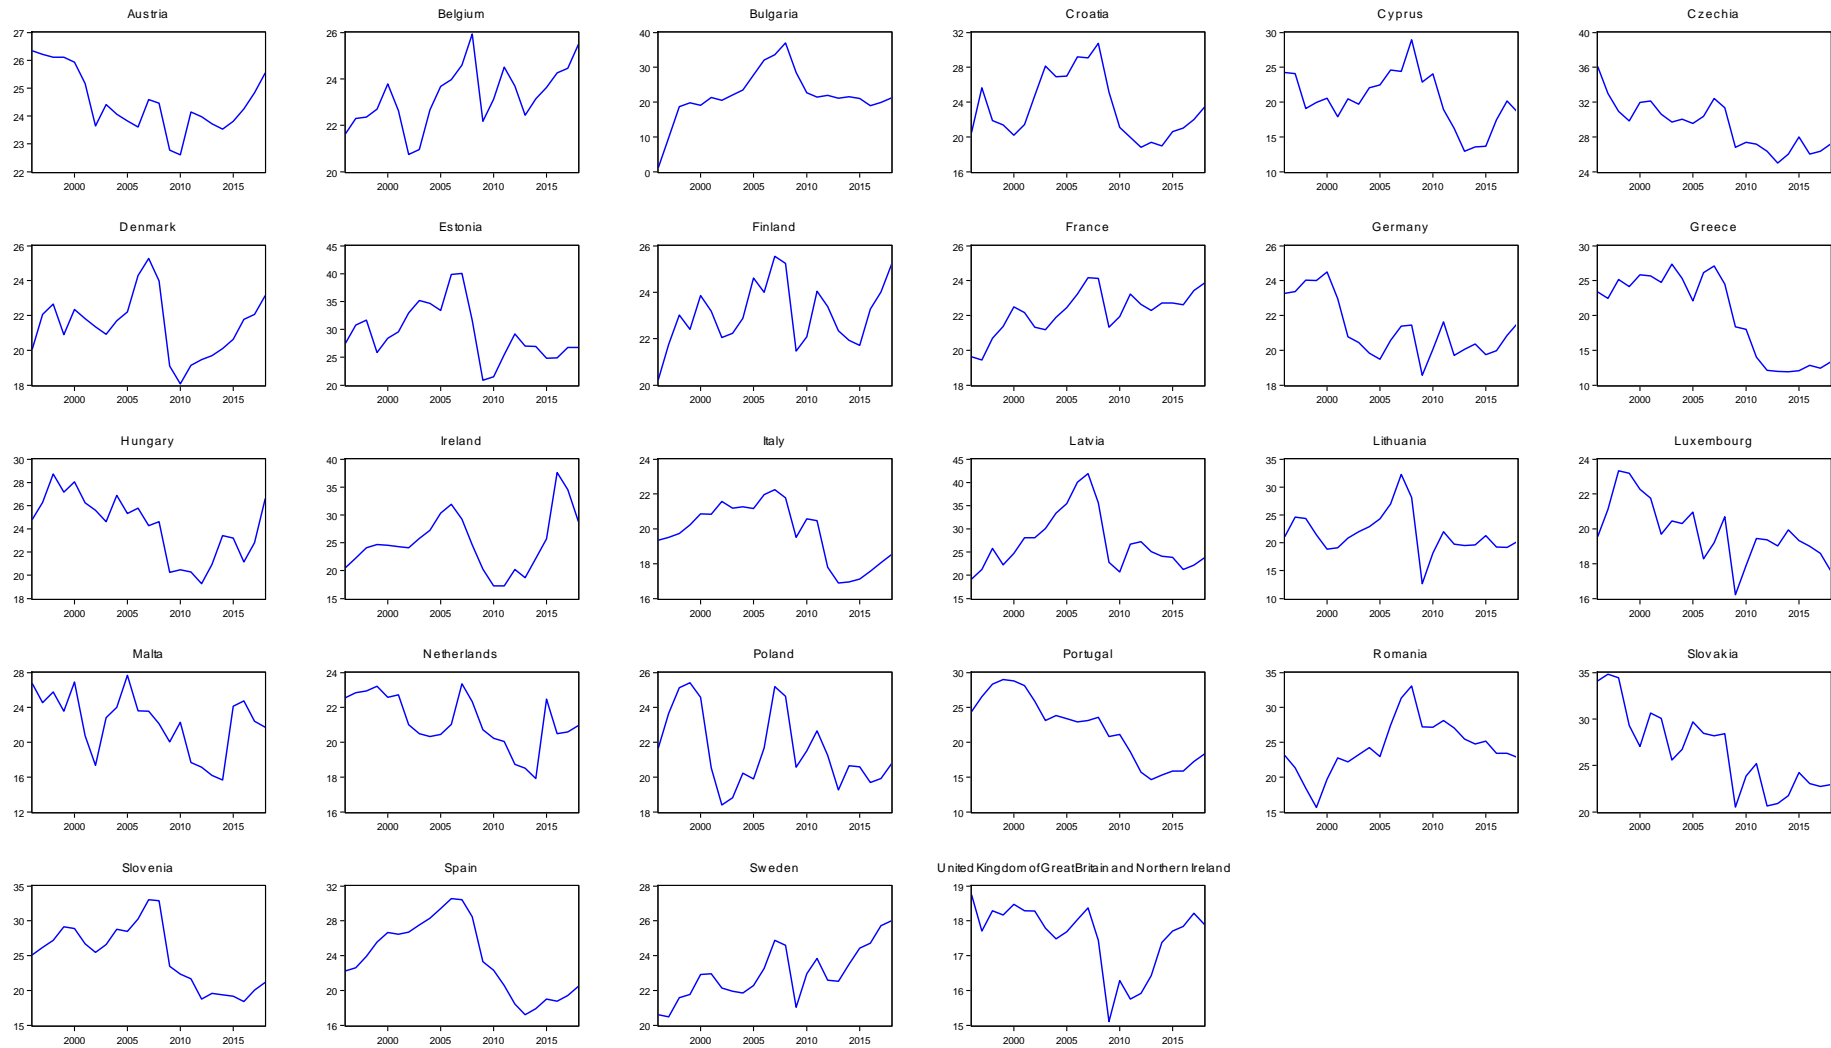 Austria
Belgium
Bulgaria
Croatia
Cyprus
Czechia
27
26
25
24
23
22
2000 2005 2010 2015
26
24
22
20
2000 2005 2010 2015
40
30
20
10
0
2000 2005 2010 2015
32
28
24
20
16
2000 2005 2010 2015
30
25
20
15
10
2000 2005 2010 2015
40
36
32
28
24
2000 2005 2010 2015
Denmark
Estonia
Finland
France
Germany
Greece
26
24
22
20
18
2000 2005 2010 2015
45
40
35
30
25
20
2000 2005 2010 2015
26
24
22
20
2000 2005 2010 2015
26
24
22
20
18
2000 2005 2010 2015
26
24
22
20
18
2000 2005 2010 2015
30
25
20
15
10
2000 2005 2010 2015
Hungary
Ireland
Italy
Latvia
Lithuania
Luxembourg
30
28
26
24
22
20
18
2000 2005 2010 2015
40
35
30
25
20
15
2000 2005 2010 2015
24
22
20
18
16
2000 2005 2010 2015
45
40
35
30
25
20
15
2000 2005 2010 2015
35
30
25
20
15
10
2000 2005 2010 2015
24
22
20
18
16
2000 2005 2010 2015
Malta
Netherlands
Poland
Portugal
Romania
Slovakia
28
24
20
16
12
2000 2005 2010 2015
24
22
20
18
16
2000 2005 2010 2015
26
24
22
20
18
2000 2005 2010 2015
30
25
20
15
10
2000 2005 2010 2015
35
30
25
20
15
2000 2005 2010 2015
35
30
25
20
2000 2005 2010 2015
Slovenia
Spain
Sweden
United Kingdom of Great Britain and Northern Ireland
35
30
25
20
15
2000 2005 2010 2015
32
28
24
20
16
2000 2005 2010 2015
28
26
24
22
20
2000 2005 2010 2015
19
18
17
16
15
2000 2005 2010 2015